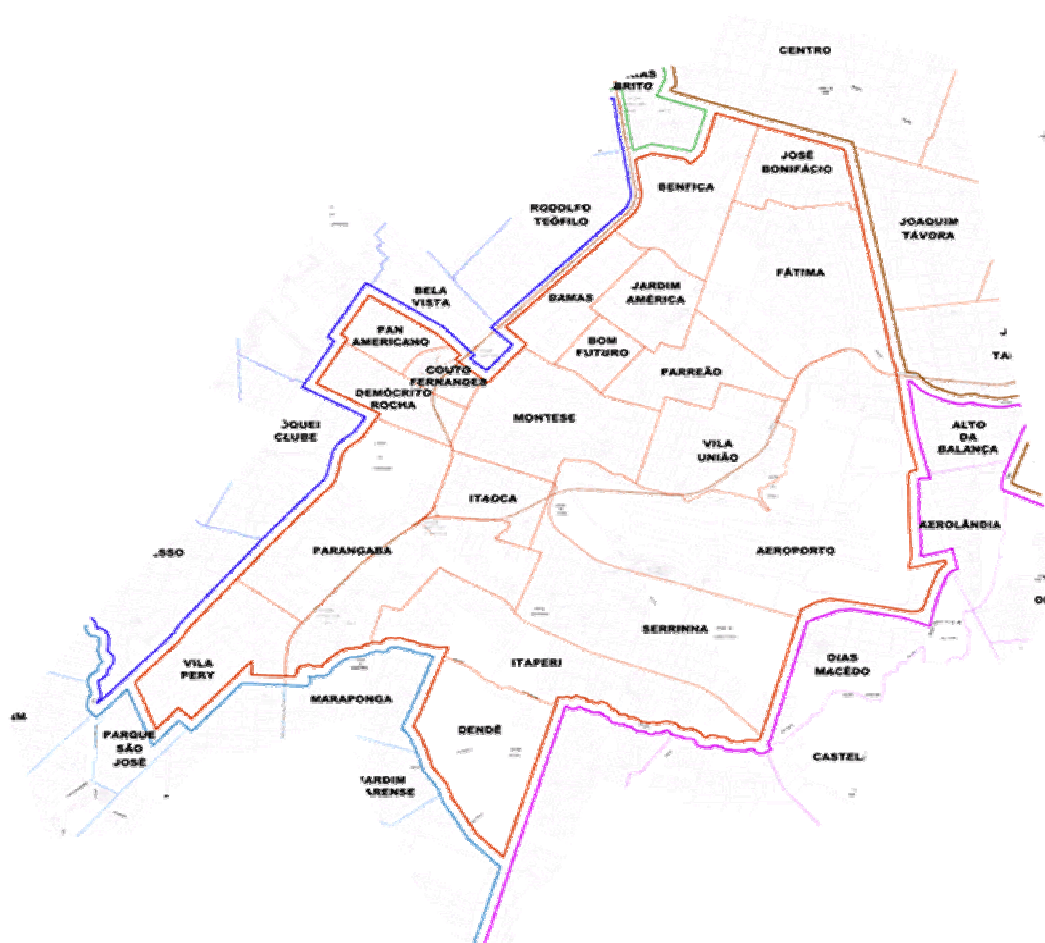 CENTRO
BRITO
JOSÉ
BONIFÁCIO
BENFICA
RODOLFO
TEÓFILO
JOAQUIM
TÁVORA
FÁTIMA
JARDIM
AMÉRICA
DAMAS
BELA
VISTA
PAN
AMERICANO
BOM
FUTURO
PARREÃO
COUTO
FERNANDES
DEMÓCRITO
ROCHA
MONTESE
VILA
UNIÃO
CLUBE
ALTO
DA
BALANÇA
ITAOCA
AEROLÂNDIA
PARANGABA
AEROPORTO
SERRINHA
ITAPERI
VILA
PERY
DIAS
MACÊDO
MARAPONGA
DENDÊ
PARQUE
SÃO
JOSÉ
CASTEL